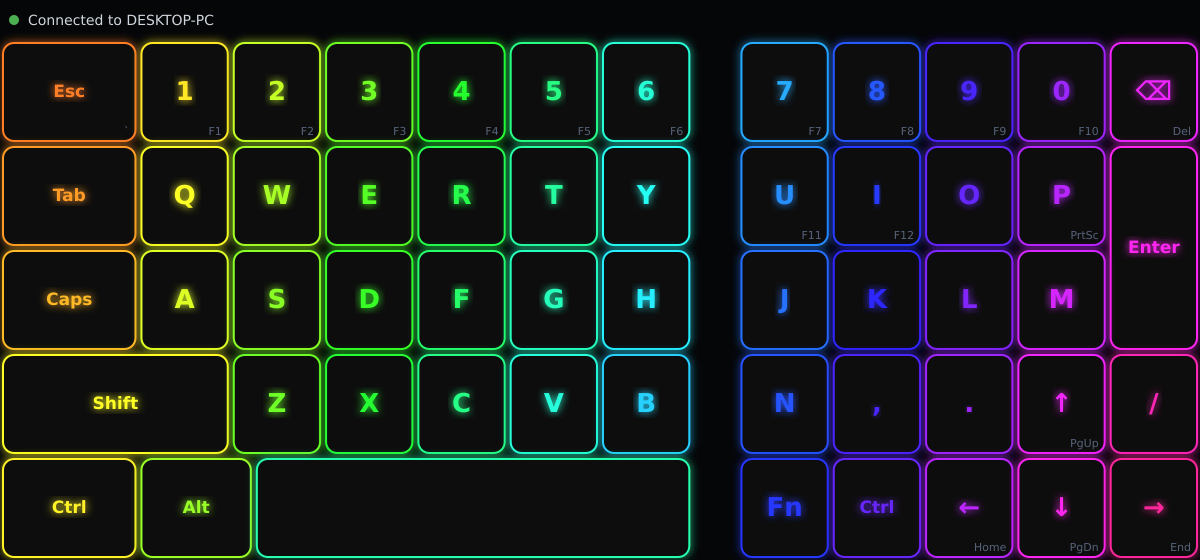 Connected to DESKTOP-PC
Esc 1 2 3 4 5 6 7 8 9 0 ⌫
` F1 F2 F3 F4 F5 F6 F7 F8 F9 F10 Del
Tab Q W E R T Y U I O P Enter
F11 F12 PrtSc
Caps A S D F G H J K L M
Shift Z X C V B N , . ↑ /
PgUp
Ctrl Alt Fn Ctrl ← ↓ →
Home PgDn End